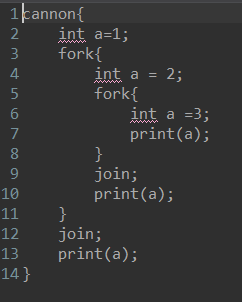 1 cannon{
2     int a=1;
3     fork{
4         int a = 2;
5         fork{
6             int a =3;
7             print(a);
8         }
9         join;
10         print(a);
11     }
12     join;
13     print(a);
14 }